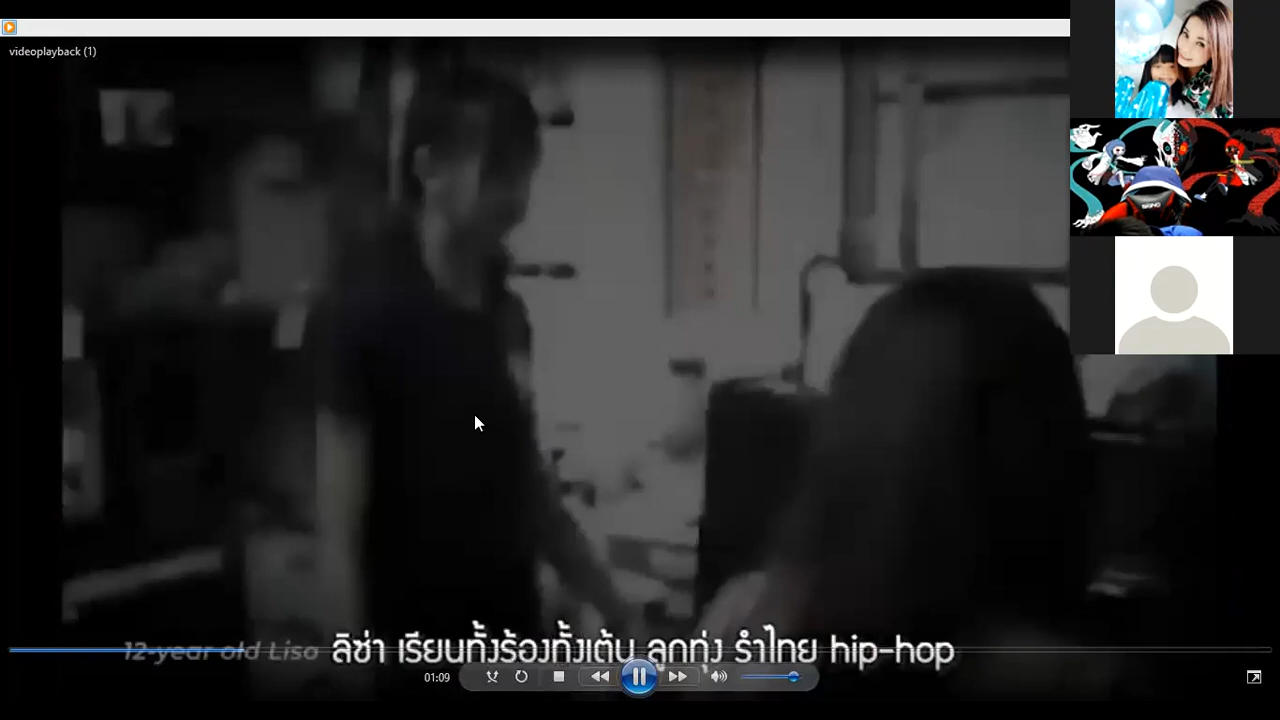 videoplayback (1)
12-year old Lisa ลิซ่า เรียนทั้งร้องทั้งเต้น ลูกทุ่ง รำไทย hip-hop
01:09